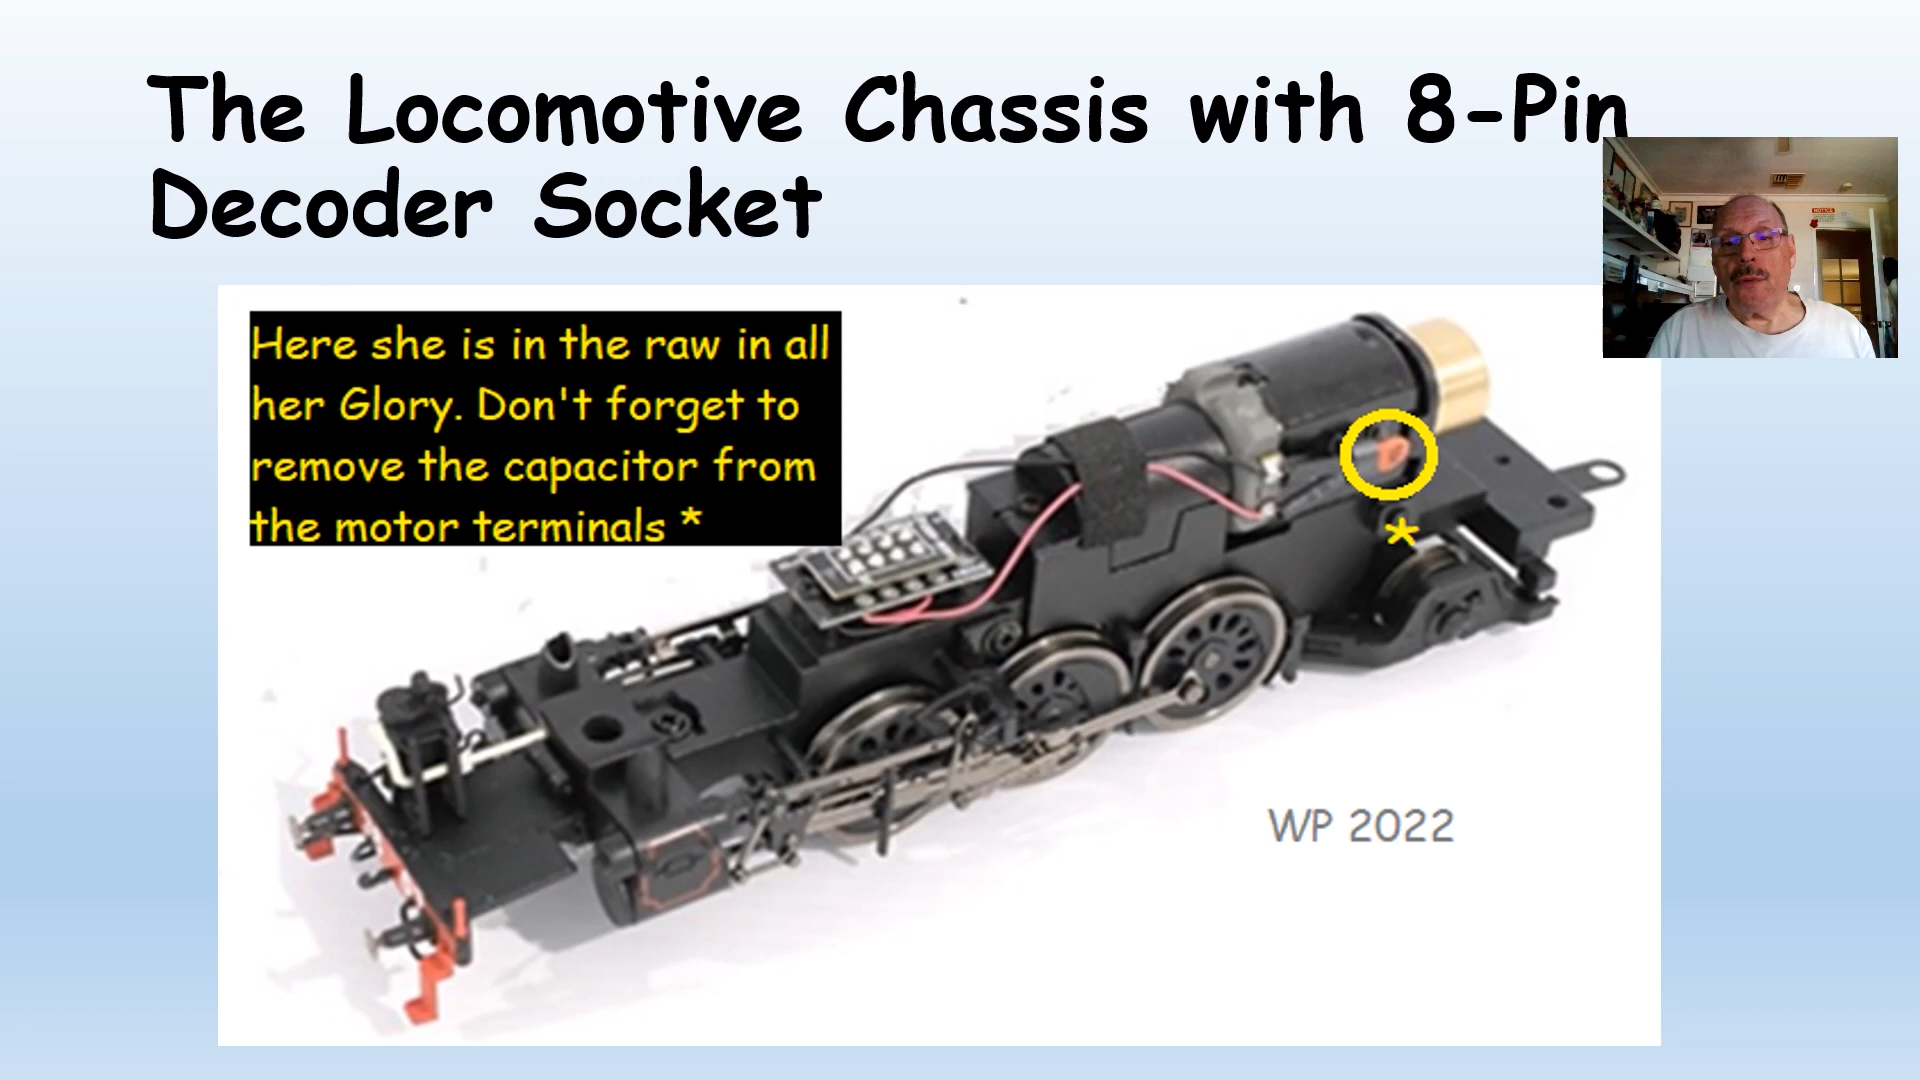 The Locomotive Chassis with 8-Pin
Decoder Socket
NOTICE
Here she is in the raw in all
her Glory. Don't forget to
remove the capacitor from
the motor terminals *
*
WP 2022